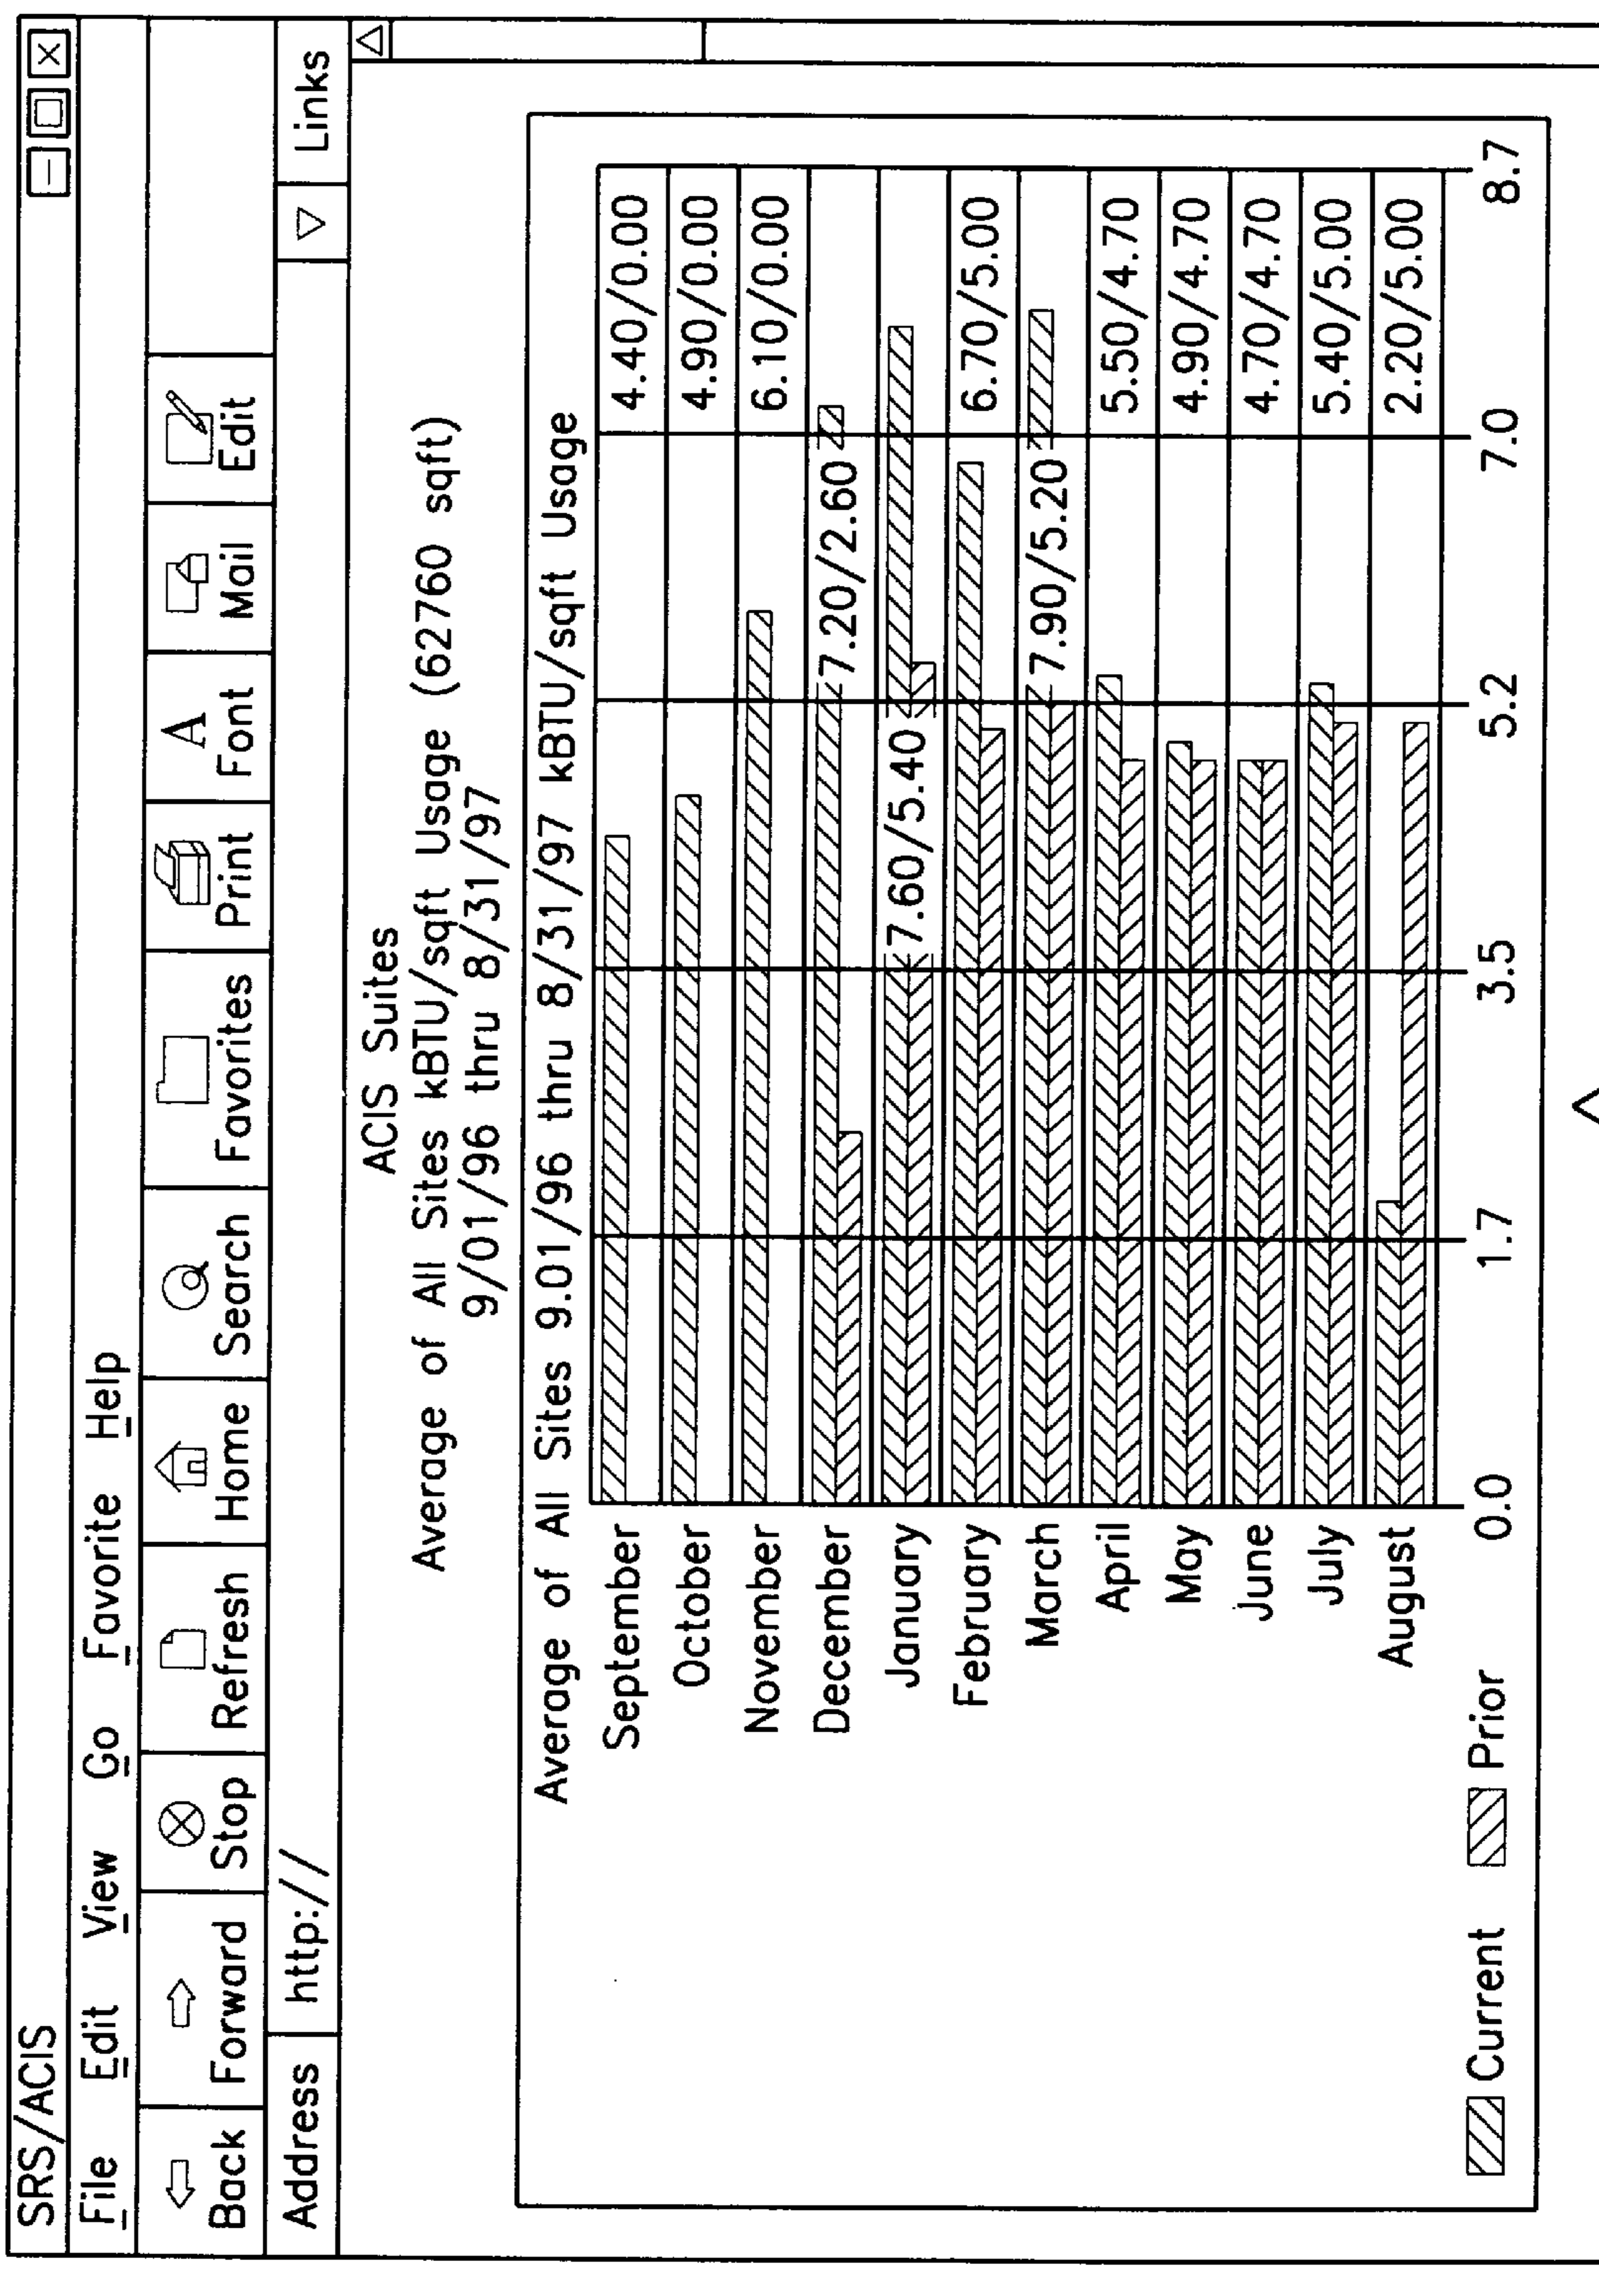 SRS/ACIS
File Edit View Go Favorite Help
Back Forward Stop Refresh Home Search Favorites Print Font Mail Edit
Address http:// Links
ACIS Suites
Average of All Sites kBTU/sqft Usage (62760 sqft)
9/01/96 thru 8/31/97
Average of All Sites 9.01/96 thru 8/31/97 kBTU/sqft Usage
September 4.40/0.00
October 4.90/0.00
November 6.10/0.00
December 7.20/2.60
January 7.60/5.40
February 6.70/5.00
March 7.90/5.20
April 5.50/4.70
May 4.90/4.70
June 4.70/4.70
July 5.40/5.00
August 2.20/5.00
0.0 1.7 3.5 5.2 7.0 8.7
Current Prior